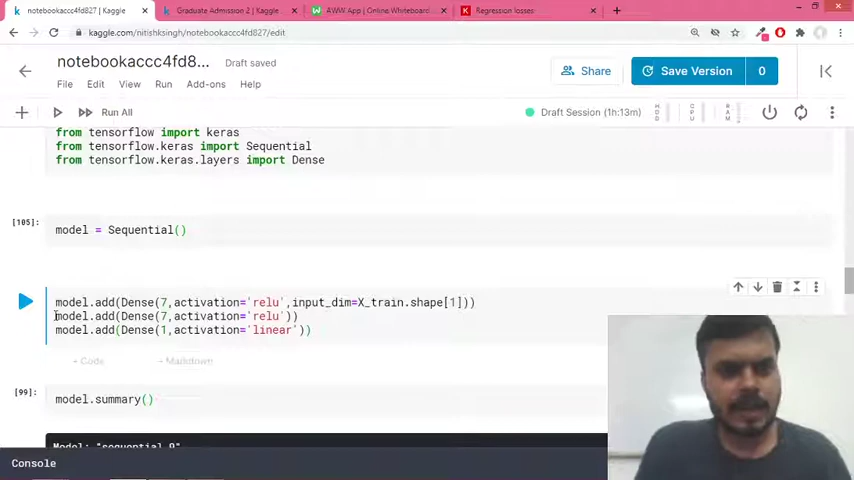 notebookaccc4fd827 | Kaggle
Graduate Admission 2 | Kaggle
AWW App | Online Whiteboard
Regression losses
kaggle.com/nitishksingh/notebookaccc4fd827/edit
notebookaccc4fd8...
Draft saved
File Edit View Run Add-ons Help
Share
Save Version 0
Run All
Draft Session (1h:13m)
from tensorflow import keras
from tensorflow.keras import Sequential
from tensorflow.keras.layers import Dense
[105]:
model = Sequential()
model.add(Dense(7,activation='relu',input_dim=X_train.shape[1]))
model.add(Dense(7,activation='relu'))
model.add(Dense(1,activation='linear'))
+ Code
+ Markdown
[99]:
model.summary()
Model: "sequential_9"
Console